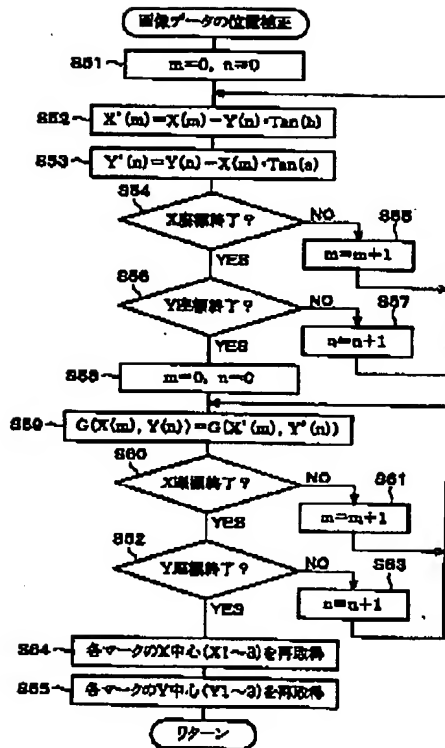 画像データの位置補正
S51
m=0, n=0
S52
X'(m)=X(m)-Y(n)・Tan(b)
S53
Y'(n)=Y(n)-X(m)・Tan(a)
S54
X座標終了?
NO
S55
m=m+1
YES
S56
Y座標終了?
NO
S57
n=n+1
YES
S58
m=0, n=0
S59
G(X(m), Y(n))=G(X'(m), Y'(n))
S60
X座標終了?
NO
S61
m=m+1
YES
S62
Y座標終了?
NO
S63
n=n+1
YES
S64
各マークのX中心(X1~3)を再取得
S65
各マークのY中心(Y1~3)を再取得
リターン